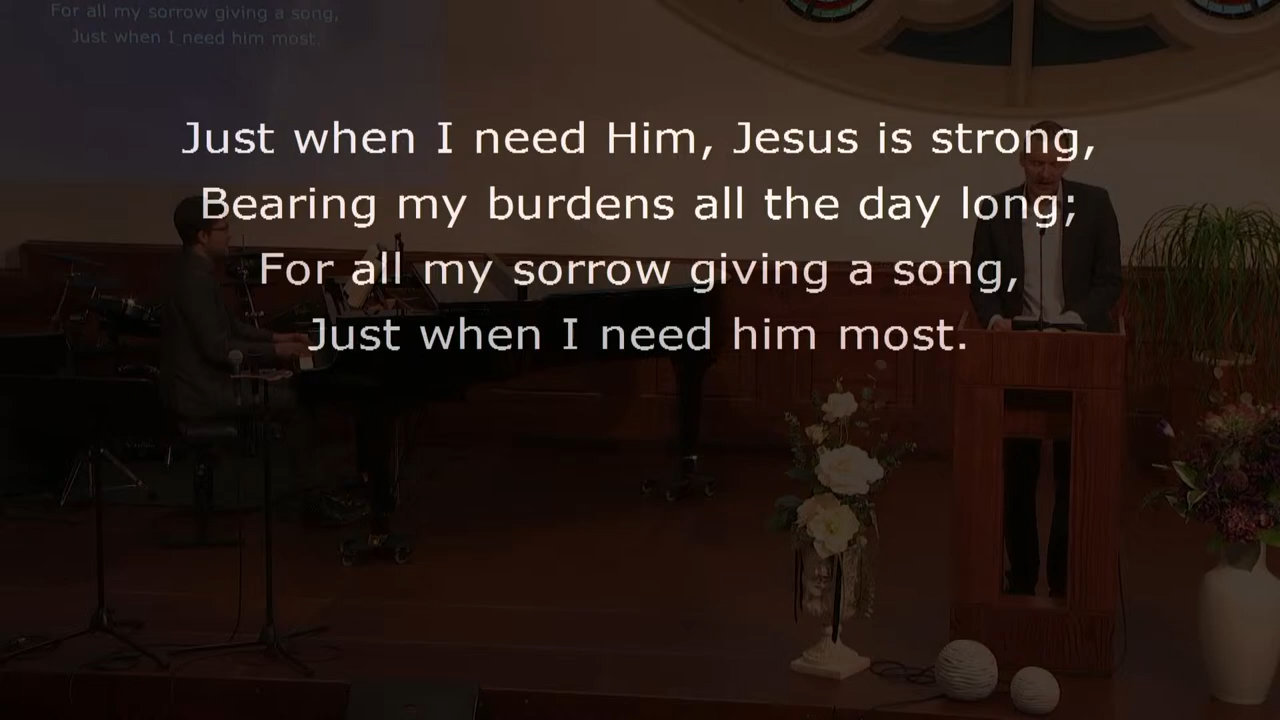 For all my sorrow giving a song,
Just when I need him most.
Just when I need Him, Jesus is strong,
Bearing my burdens all the day long;
For all my sorrow giving a song,
Just when I need him most.